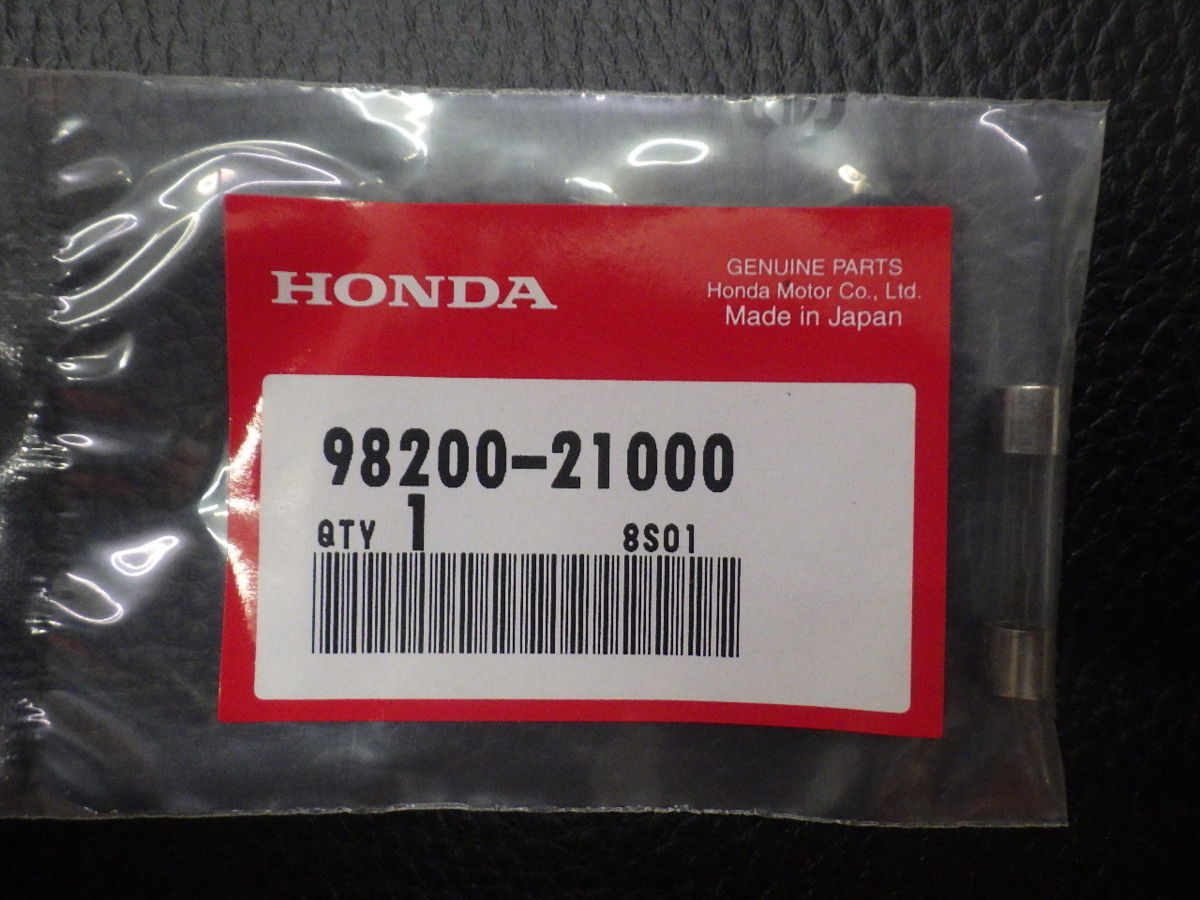 HONDA
GENUINE PARTS
Honda Motor Co., Ltd.
Made in Japan
98200-21000
QTY 1 8S01